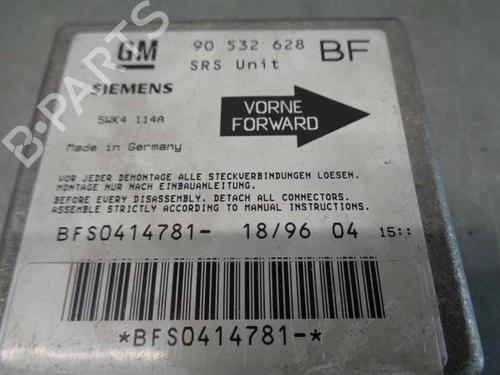 GM
90 532 628
BF
SRS Unit
SIEMENS
5WK4 114A
VORNE
FORWARD
Made in Germany
VOR JEDER DEMONTAGE ALLE STECKVERBINDUNGEN LOESEN.
MONTAGE NUR NACH EINBAUANLEITUNG.
BEFORE EVERY DISASSEMBLY, DETACH ALL CONNECTORS.
ASSEMBLE STRICTLY ACCORDING TO MANUAL INSTRUCTIONS.
BFS0414781- 18/96 04 15::
*BFS0414781-*
B-PARTS